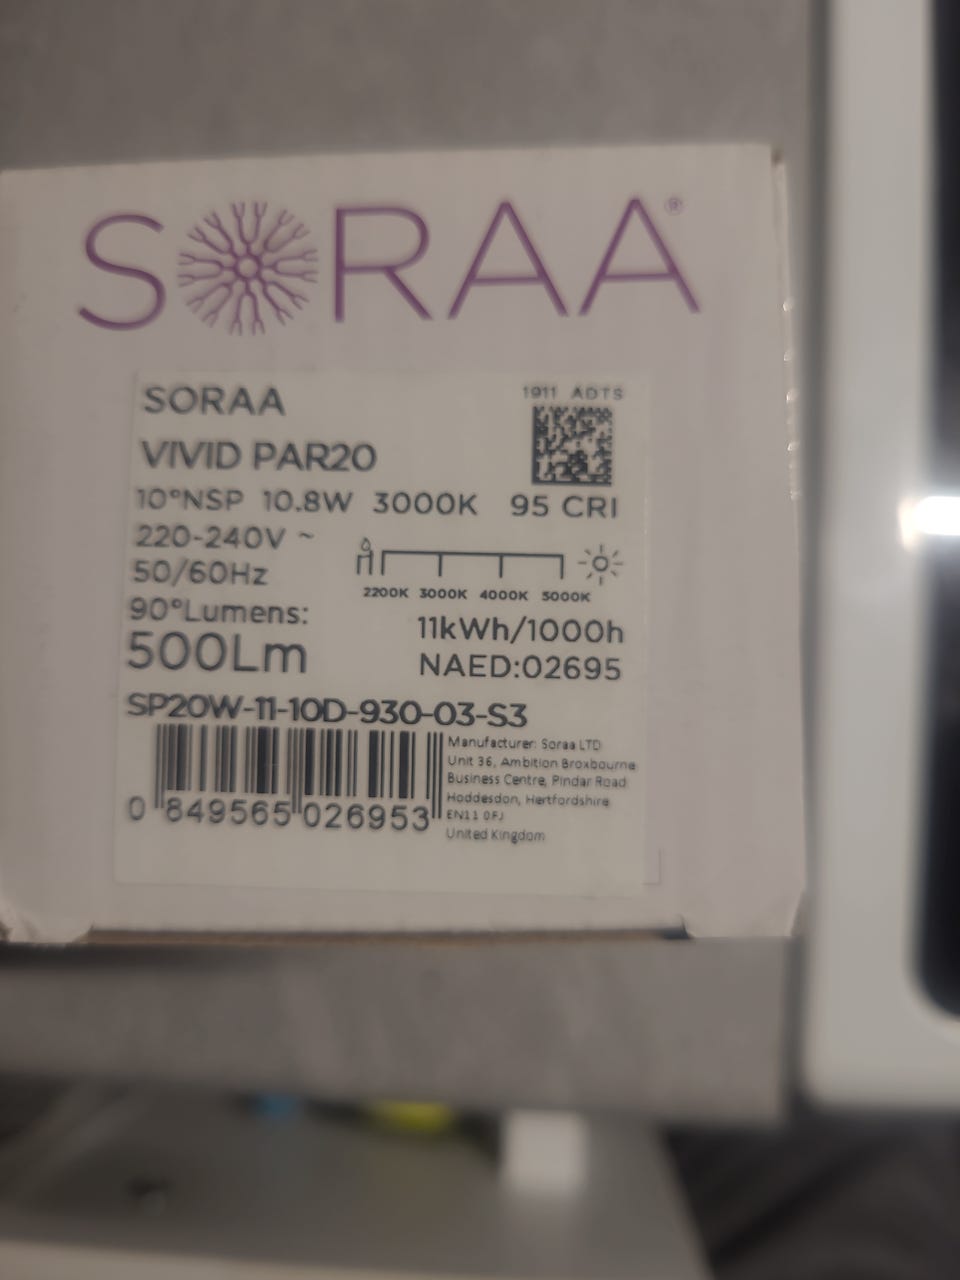 SORAA®
SORAA
1911 ADTS
VIVID PAR20
10°NSP 10.8W 3000K 95 CRI
220-240V ~
50/60Hz
2200K 3000K 4000K 5000K
90°Lumens:
500Lm
11kWh/1000h
NAED:02695
SP20W-11-10D-930-03-S3
0 849565 026953
Manufacturer: Soraa LTD
Unit 36, Ambition Broxbourne
Business Centre, Pindar Road
Hoddesdon, Hertfordshire
EN11 0FJ
United Kingdom